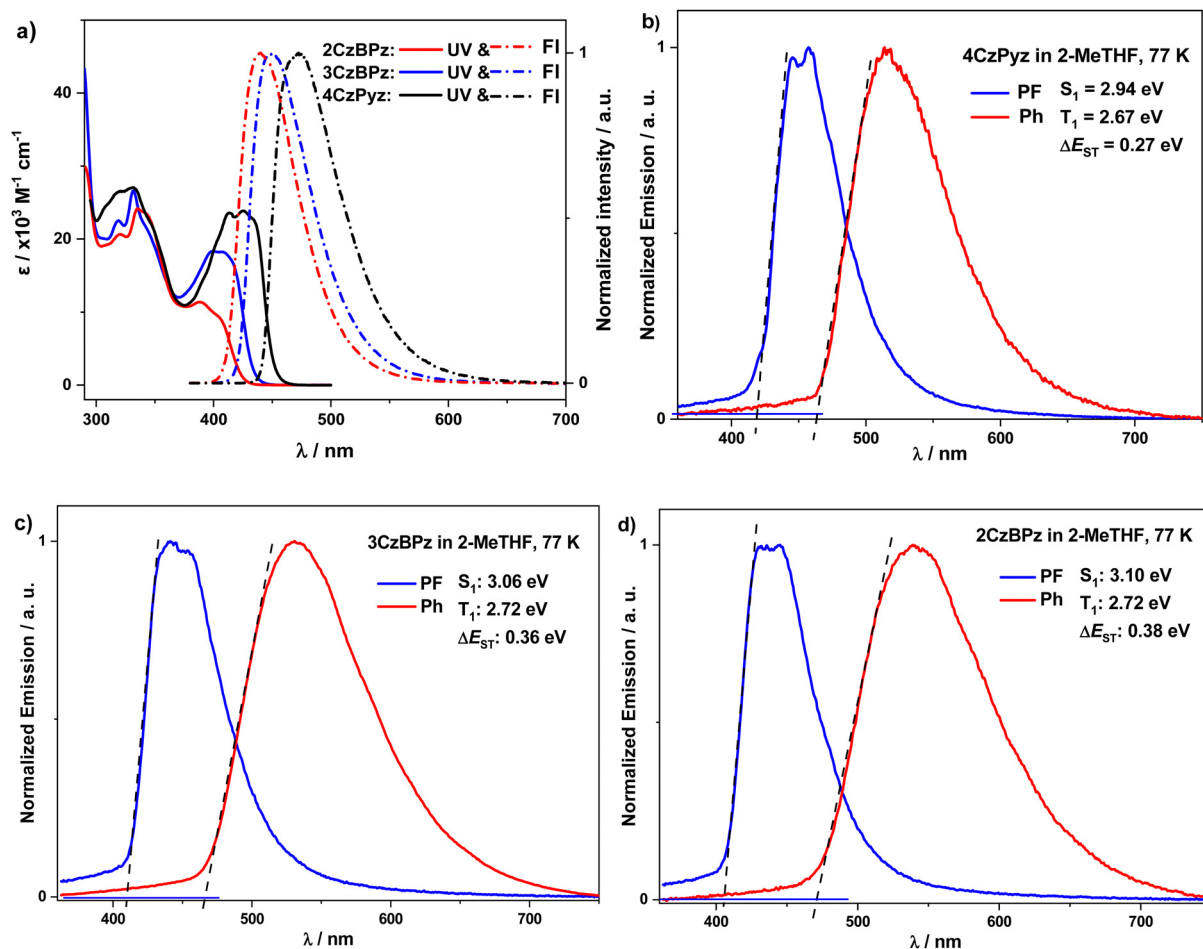 a)
2CzBPz: UV & Fl
3CzBPz: UV & Fl
4CzPyz: UV & Fl
ε / x10³ M⁻¹ cm⁻¹
40
20
0
1
0
Normalized intensity / a.u.
300 400 500 600 700
λ / nm
b)
4CzPyz in 2-MeTHF, 77 K
PF S₁ = 2.94 eV
Ph T₁ = 2.67 eV
ΔE_ST = 0.27 eV
Normalized Emission / a. u.
1
0
400 500 600 700
λ / nm
c)
3CzBPz in 2-MeTHF, 77 K
PF S₁: 3.06 eV
Ph T₁: 2.72 eV
ΔE_ST: 0.36 eV
Normalized Emission / a. u.
1
0
400 500 600 700
λ / nm
d)
2CzBPz in 2-MeTHF, 77 K
PF S₁: 3.10 eV
Ph T₁: 2.72 eV
ΔE_ST: 0.38 eV
Normalized Emission / a. u.
1
0
400 500 600 700
λ / nm